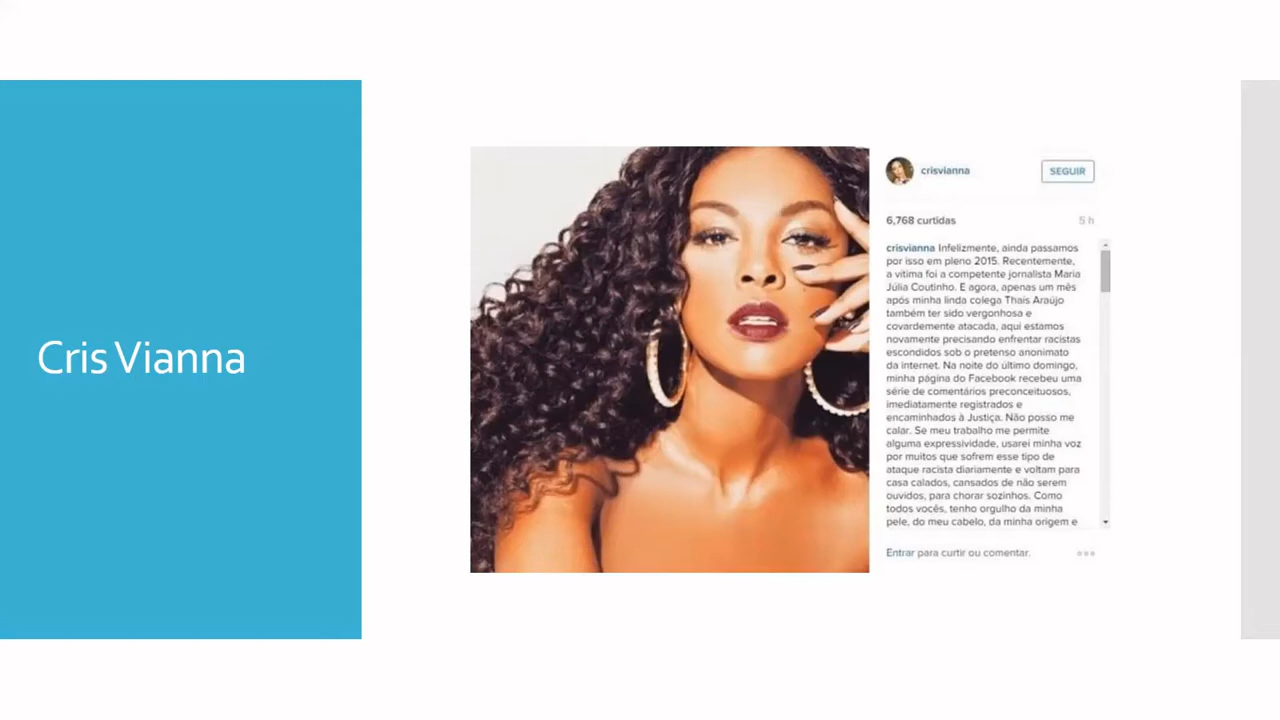 Cris Vianna
crisvianna
SEGUIR
6,768 curtidas
5 h
crisvianna Infelizmente, ainda passamos
por isso em pleno 2015. Recentemente,
a vítima foi a competente jornalista Maria
Júlia Coutinho. E agora, apenas um mês
após minha linda colega Thais Araújo
também ter sido vergonhosa e
covardemente atacada, aqui estamos
novamente precisando enfrentar racistas
escondidos sob o pretenso anonimato
da internet. Na noite do último domingo,
minha página do Facebook recebeu uma
série de comentários preconceituosos,
imediatamente registrados e
encaminhados à Justiça. Não posso me
calar. Se meu trabalho me permite
alguma expressividade, usarei minha voz
por muitos que sofrem esse tipo de
ataque racista diariamente e voltam para
casa calados, cansados de não serem
ouvidos, para chorar sozinhos. Como
todos vocês, tenho orgulho da minha
pele, do meu cabelo, da minha origem e
Entrar para curtir ou comentar.